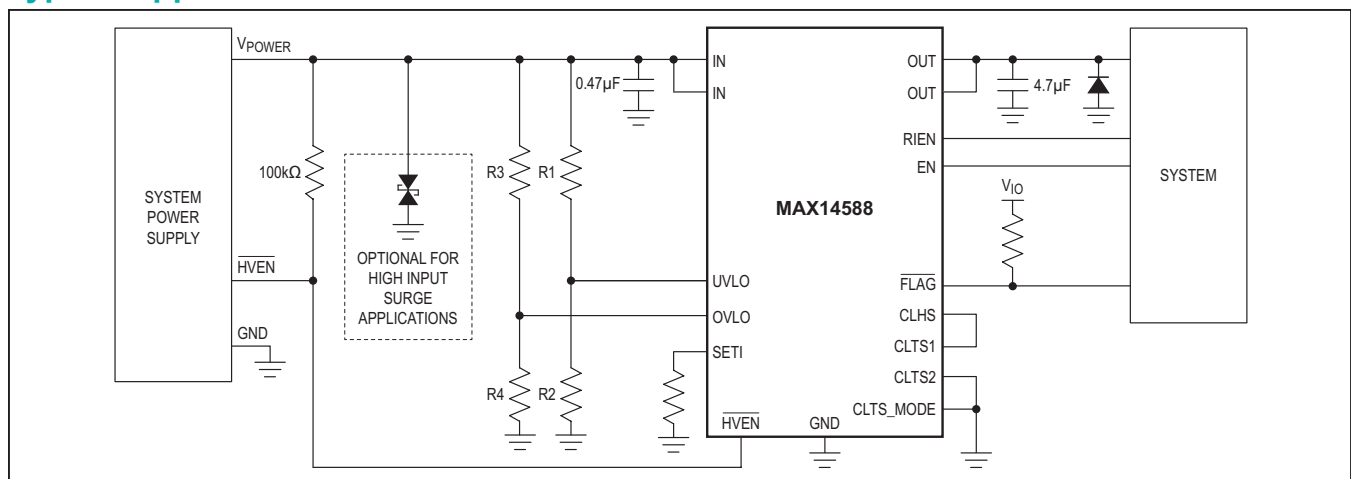 VPOWER
SYSTEM
POWER
SUPPLY
HVEN
GND
100kΩ
OPTIONAL FOR
HIGH INPUT
SURGE
APPLICATIONS
R3
R1
R4
R2
0.47µF
IN
IN
UVLO
OVLO
SETI
HVEN
GND
MAX14588
OUT
OUT
RIEN
EN
FLAG
CLHS
CLTS1
CLTS2
CLTS_MODE
4.7µF
VIO
SYSTEM